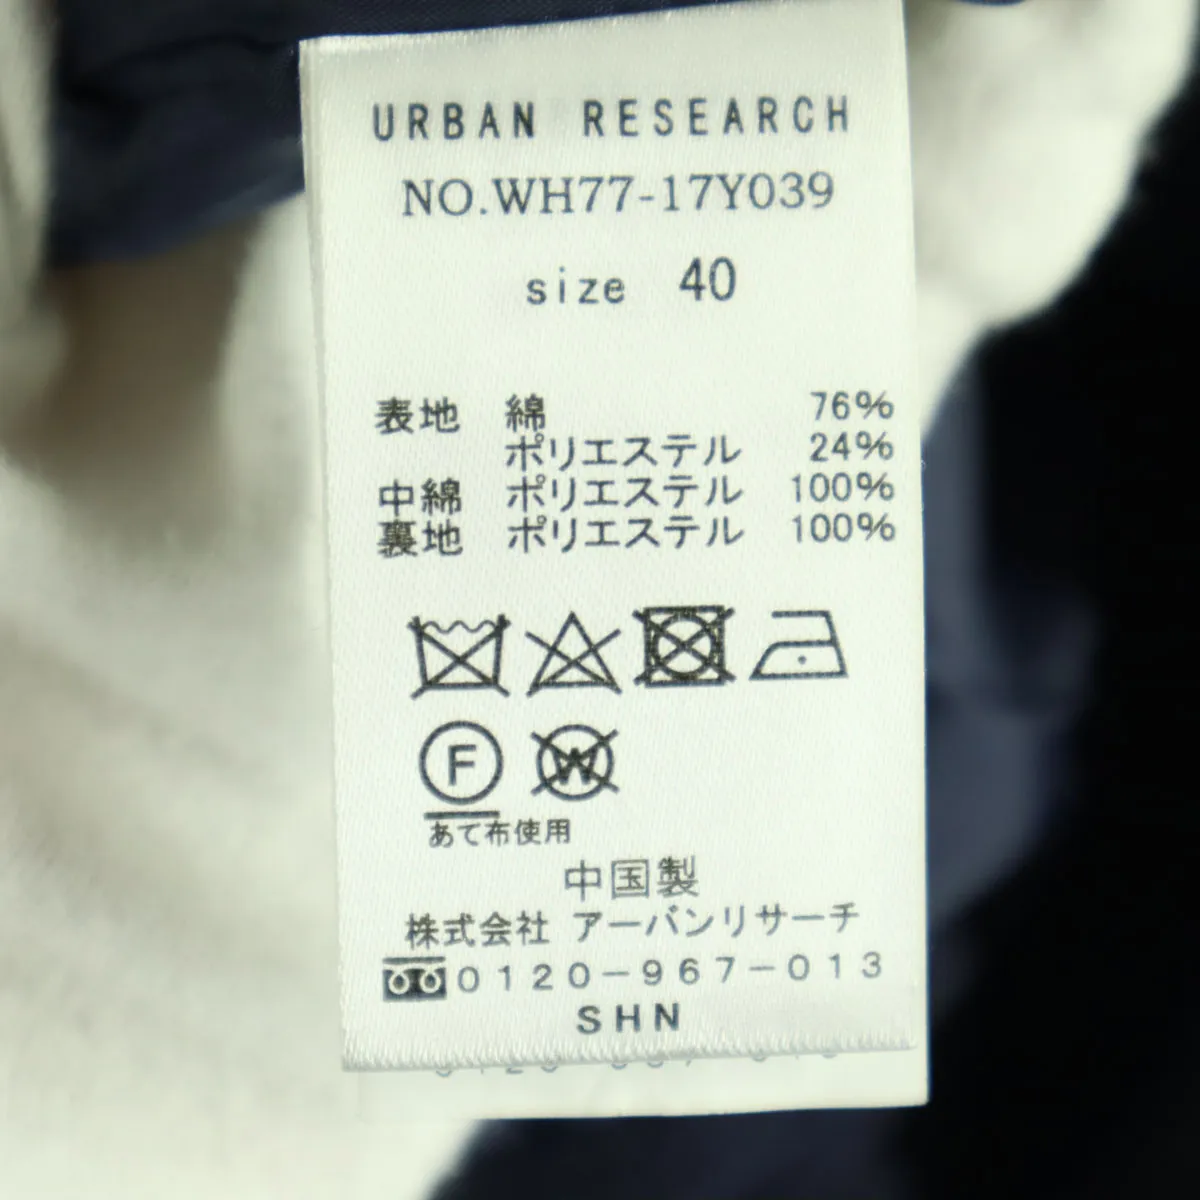 URBAN RESEARCH
NO.WH77-17Y039
size 40
表地 綿 76%
ポリエステル 24%
中綿 ポリエステル 100%
裏地 ポリエステル 100%
F W
あて布使用
中国製
株式会社 アーバンリサーチ
0120-967-013
SHN